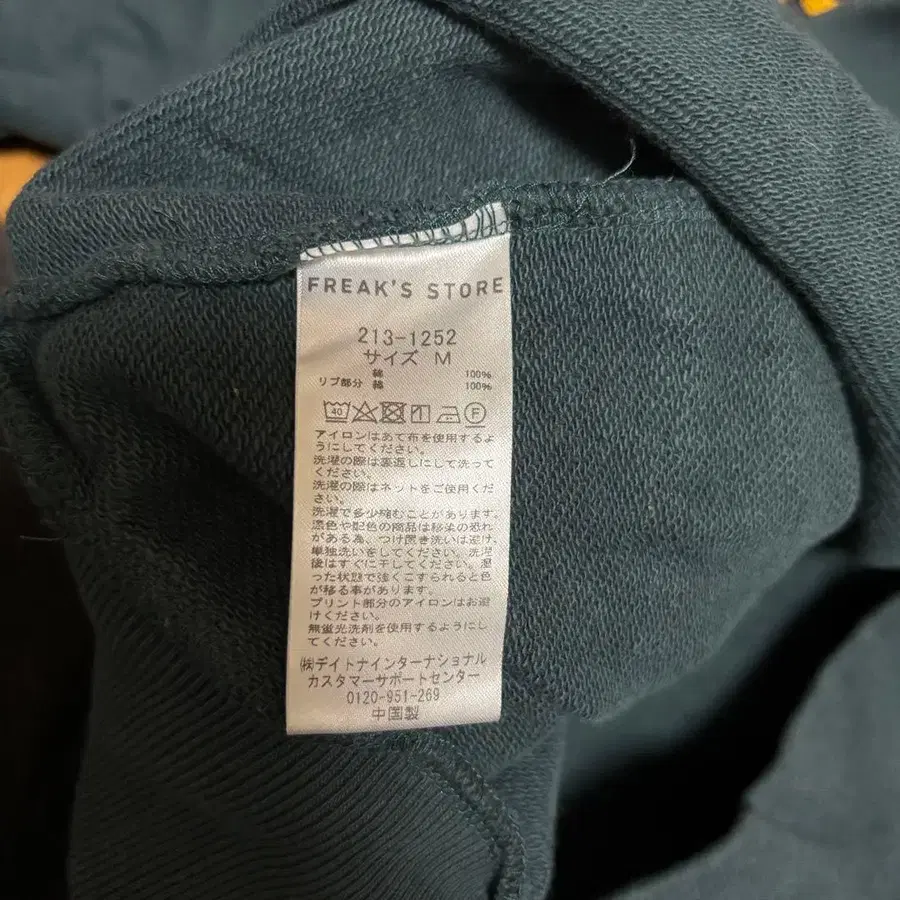 FREAK'S STORE
213-1252
サイズ M
綿 100%
リブ部分 綿 100%
40 F
アイロンはあて布を使用するよ
うにしてください。
洗濯の際は裏返しにして洗って
ください。
洗濯の際はネットをご使用くだ
さい。
洗濯で多少縮むことがあります。
濃色や配色の商品は移染の恐れ
がある為、つけ置き洗いは避け、
単独洗いをしてください。洗濯
後はすぐに干してください。湿
った状態で強くこすられると色
が移る事があります。
プリント部分のアイロンはお避
けください。
無蛍光洗剤を使用するようにし
てください。
㈱デイトナインターナショナル
カスタマーサポートセンター
0120-951-269
中国製